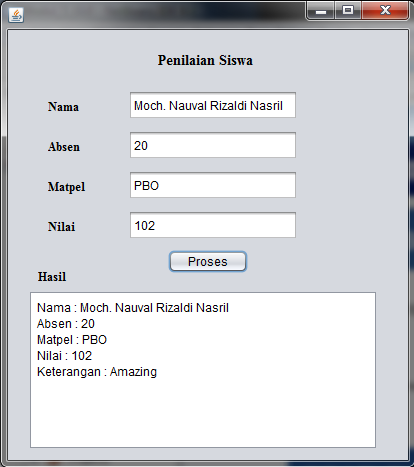 Penilaian Siswa
Nama Moch. Nauval Rizaldi Nasril
Absen 20
Matpel PBO
Nilai 102
Proses
Hasil
Nama : Moch. Nauval Rizaldi Nasril
Absen : 20
Matpel : PBO
Nilai : 102
Keterangan : Amazing